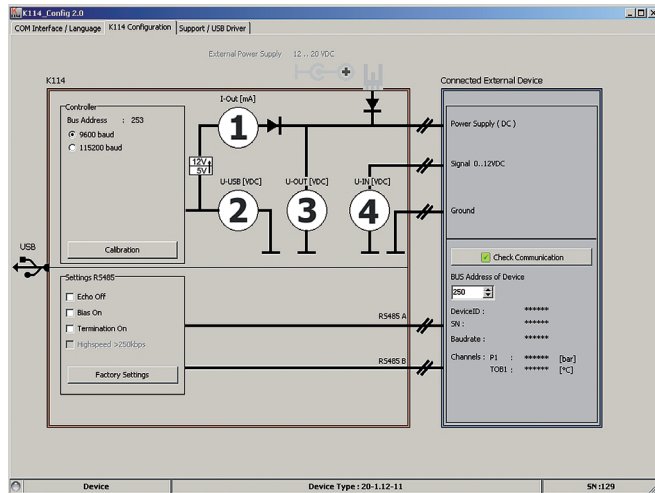 K114_Config 2.0
COM Interface / Language
K114 Configuration
Support / USB Driver
External Power Supply 12 .. 20 VDC
K114
Connected External Device
Controller
Bus Address : 253
9600 baud
115200 baud
Calibration
I-Out [mA]
1
12V
5V
U-USB [VDC]
2
U-OUT [VDC]
3
U-IN [VDC]
4
Power Supply ( DC )
Signal 0..12VDC
Ground
USB
Settings RS485
Echo Off
Bias On
Termination On
Highspeed >250kbps
Factory Settings
RS485 A
RS485 B
Check Communication
BUS Address of Device
250
DeviceID : ******
SN : ******
Baudrate : ******
Channels : P1 : ****** [bar]
TOB1 : ****** [°C]
Device
Device Type : 20-1.12-11
SN :129